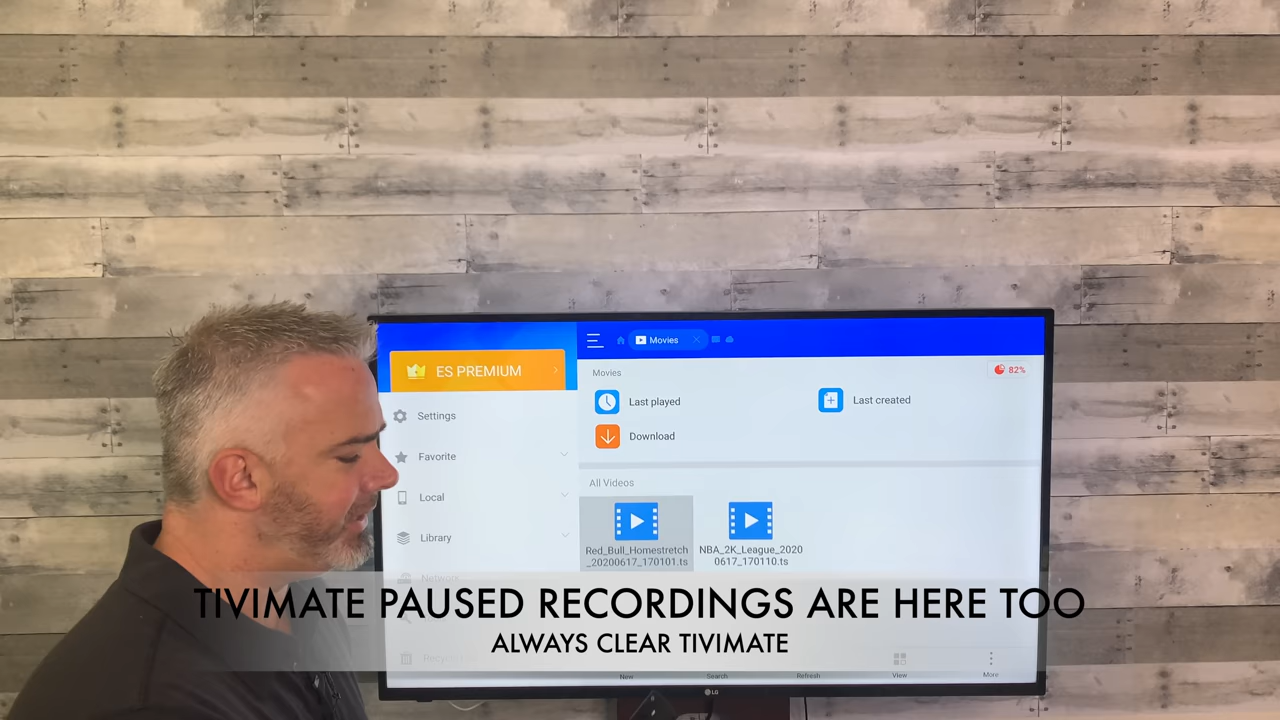 ES PREMIUM
Settings
Favorite
Local
Library
Network
Movies
Movies
82%
Last played
Last created
Download
All Videos
Red_Bull_Homestretch
_20200617_170101.ts
NBA_2K_League_2020
0617_170110.ts
TIVIMATE PAUSED RECORDINGS ARE HERE TOO
ALWAYS CLEAR TIVIMATE
New
Search
Refresh
View
More
LG